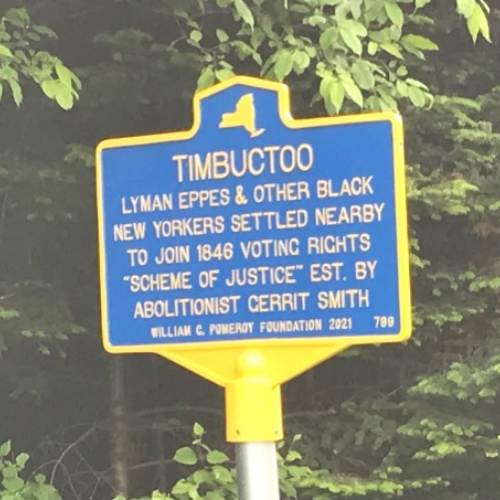 TIMBUCTOO
LYMAN EPPES & OTHER BLACK
NEW YORKERS SETTLED NEARBY
TO JOIN 1846 VOTING RIGHTS
"SCHEME OF JUSTICE" EST. BY
ABOLITIONIST GERRIT SMITH
WILLIAM G. POMEROY FOUNDATION 2021 799